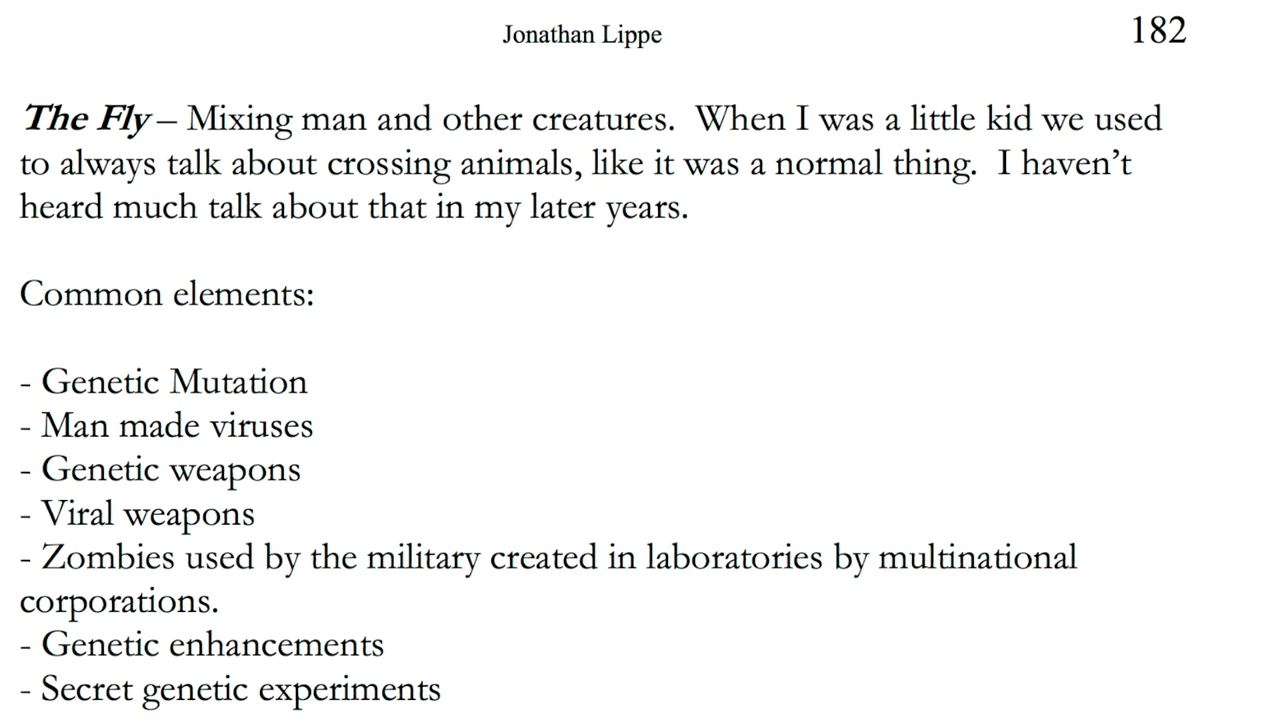 Jonathan Lippe 182
The Fly – Mixing man and other creatures.  When I was a little kid we used
to always talk about crossing animals, like it was a normal thing.  I haven’t
heard much talk about that in my later years.
Common elements:
- Genetic Mutation
- Man made viruses
- Genetic weapons
- Viral weapons
- Zombies used by the military created in laboratories by multinational
corporations.
- Genetic enhancements
- Secret genetic experiments